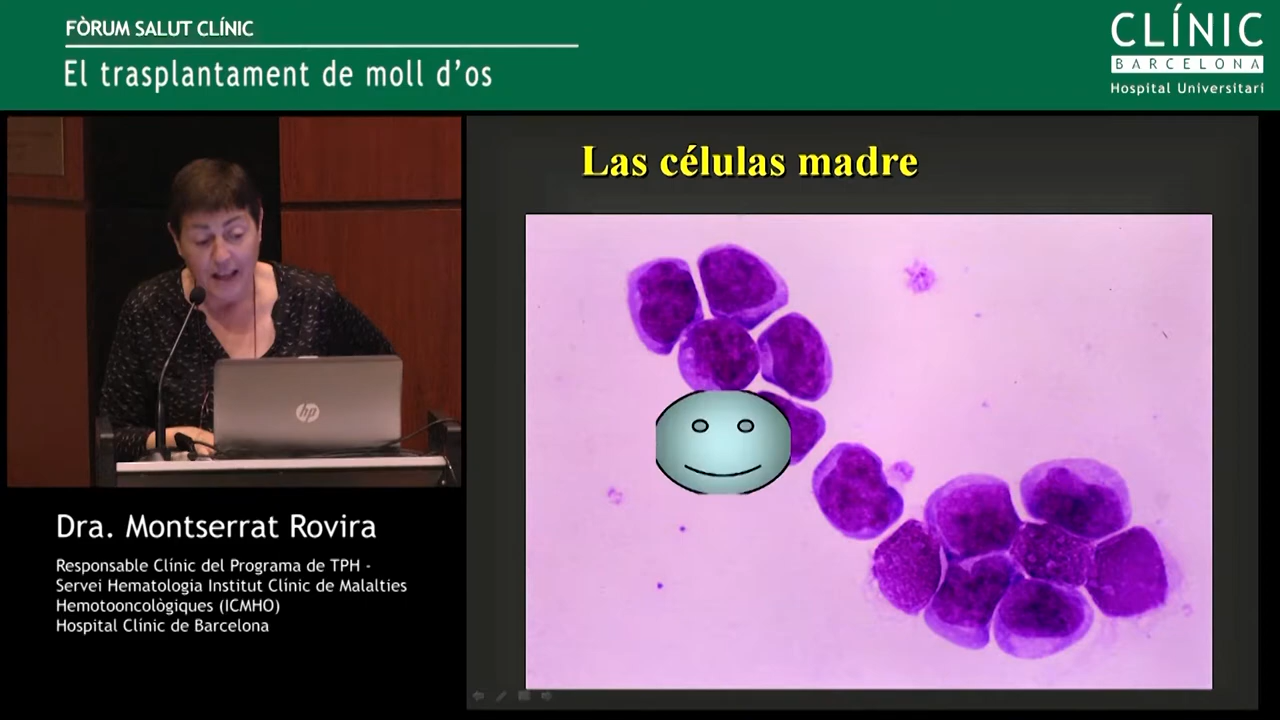 FÒRUM SALUT CLÍNIC
El trasplantament de moll d'os
CLÍNIC
BARCELONA
Hospital Universitari
Las células madre
hp
Dra. Montserrat Rovira
Responsable Clínic del Programa de TPH -
Servei Hematologia Institut Clínic de Malalties
Hemotooncològiques (ICMHO)
Hospital Clínic de Barcelona